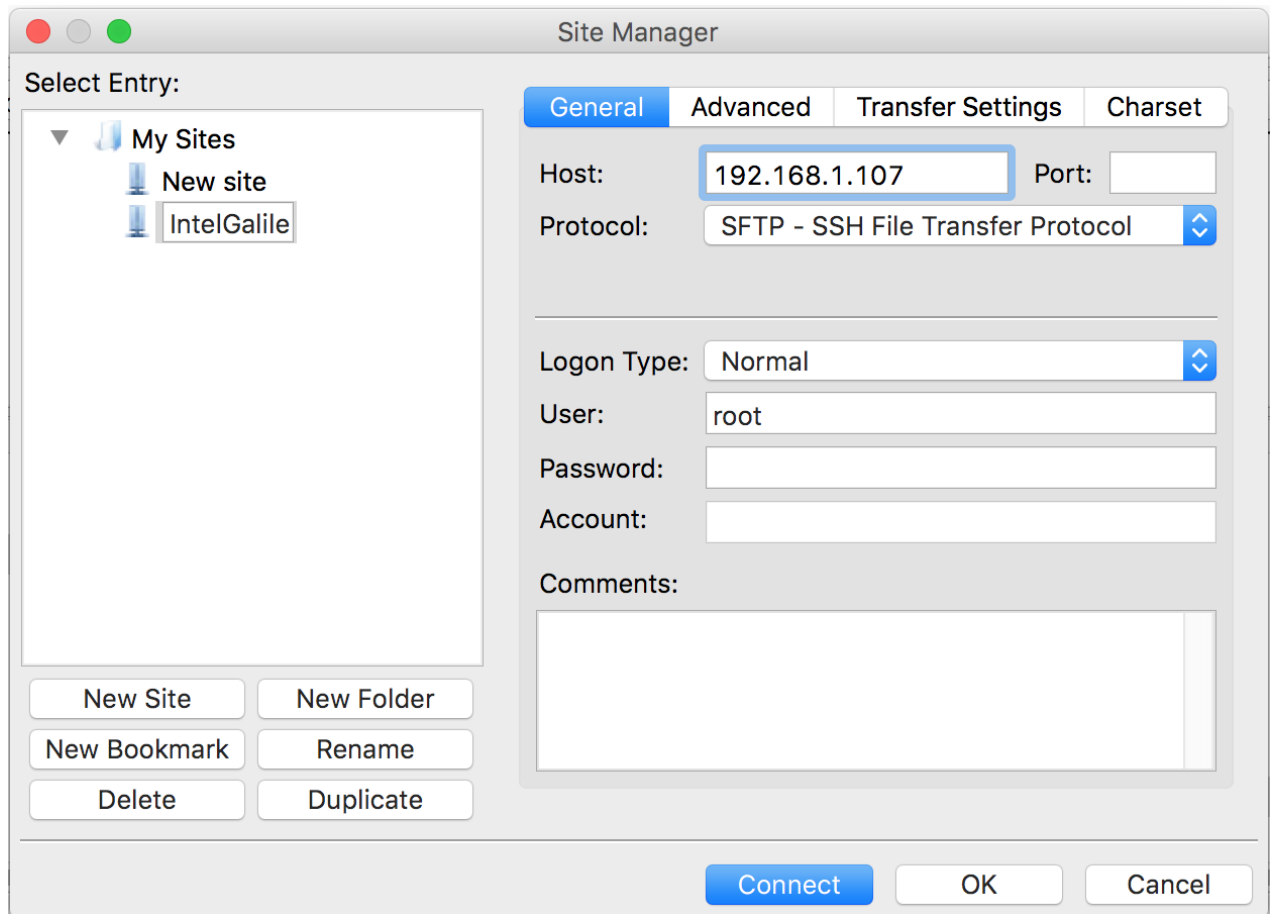 Site Manager
Select Entry:
My Sites
New site
IntelGalile
General Advanced Transfer Settings Charset
Host: 192.168.1.107 Port:
Protocol: SFTP - SSH File Transfer Protocol
Logon Type: Normal
User: root
Password:
Account:
Comments:
New Site New Folder
New Bookmark Rename
Delete Duplicate
Connect OK Cancel